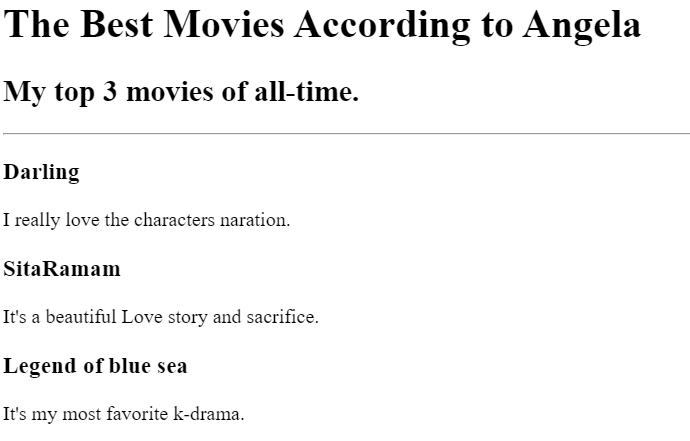 The Best Movies According to Angela
My top 3 movies of all-time.
Darling
I really love the characters naration.
SitaRamam
It's a beautiful Love story and sacrifice.
Legend of blue sea
It's my most favorite k-drama.